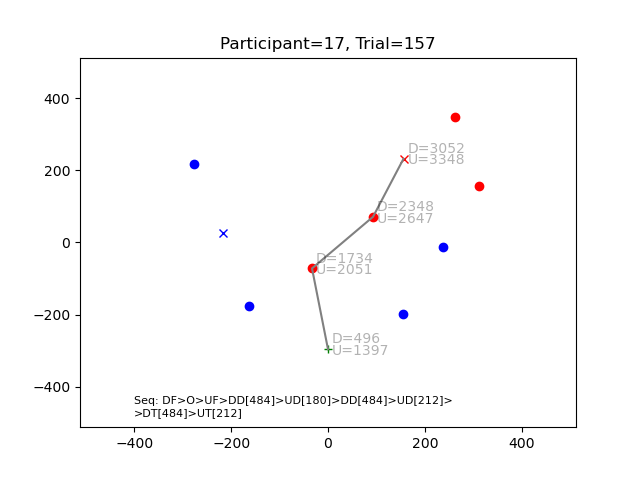 Participant=17, Trial=157
400
200
0
−200
−400
D=3052
U=3348
D=2348
U=2647
D=1734
U=2051
D=496
U=1397
Seq: DF>O>UF>DD[484]>UD[180]>DD[484]>UD[212]>
>DT[484]>UT[212]
−400 −200 0 200 400